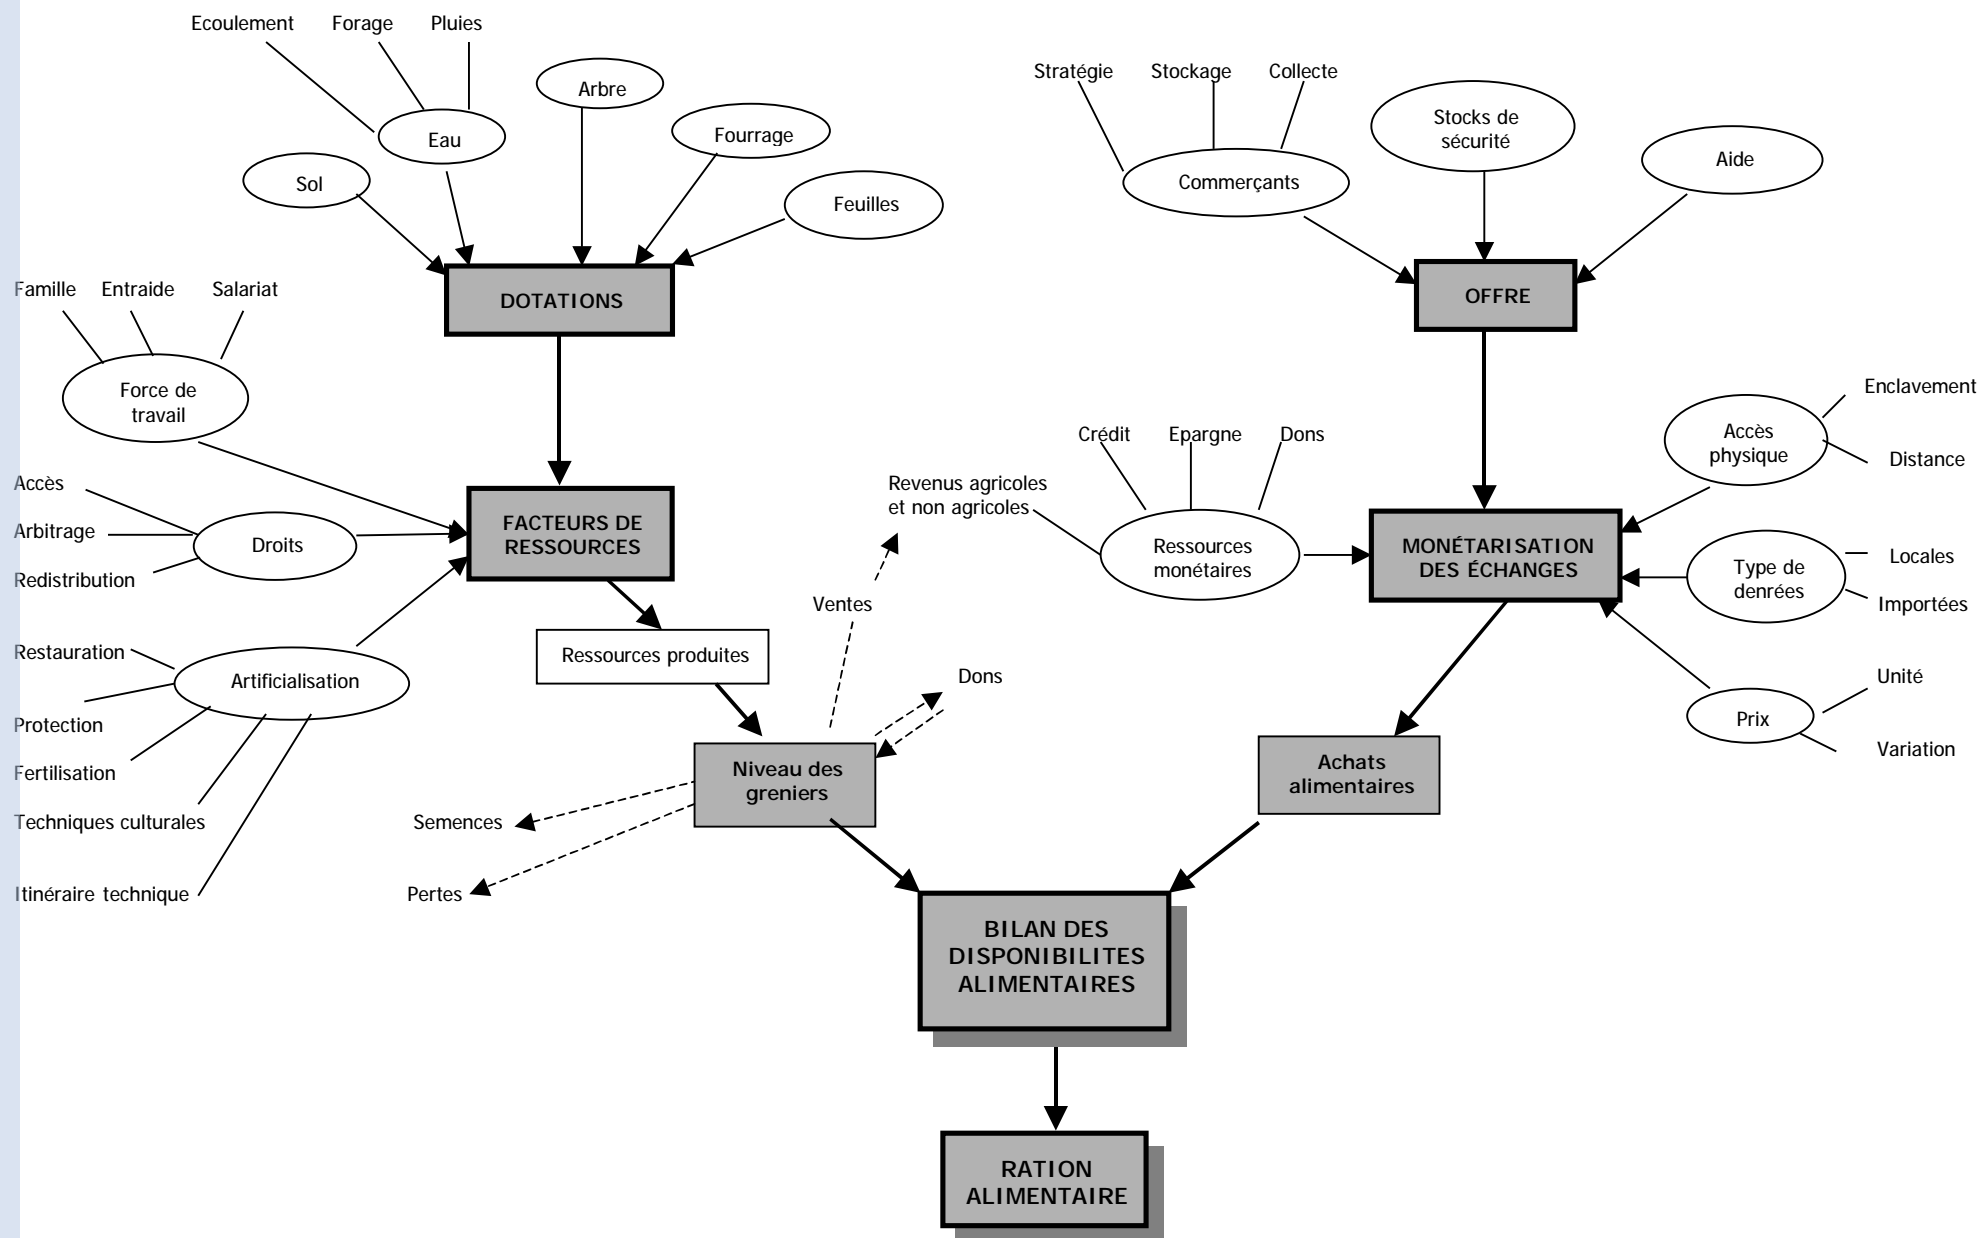 Ecoulement
Forage
Pluies
Arbre
Eau
Fourrage
Sol
Feuilles
DOTATIONS
Stratégie
Stockage
Collecte
Stocks de
sécurité
Commerçants
Aide
OFFRE
Famille
Entraide
Salariat
Force de
travail
Accès
Arbitrage
Redistribution
Droits
FACTEURS DE
RESSOURCES
Restauration
Artificialisation
Protection
Fertilisation
Techniques culturales
Itinéraire technique
Ressources produites
Ventes
Revenus agricoles
et non agricoles
Crédit
Epargne
Dons
Ressources
monétaires
MONÉTARISATION
DES ÉCHANGES
Accès
physique
Enclavement
Distance
Type de
denrées
Locales
Importées
Prix
Unité
Variation
Dons
Niveau des
greniers
Semences
Pertes
Achats
alimentaires
BILAN DES
DISPONIBILITES
ALIMENTAIRES
RATION
ALIMENTAIRE